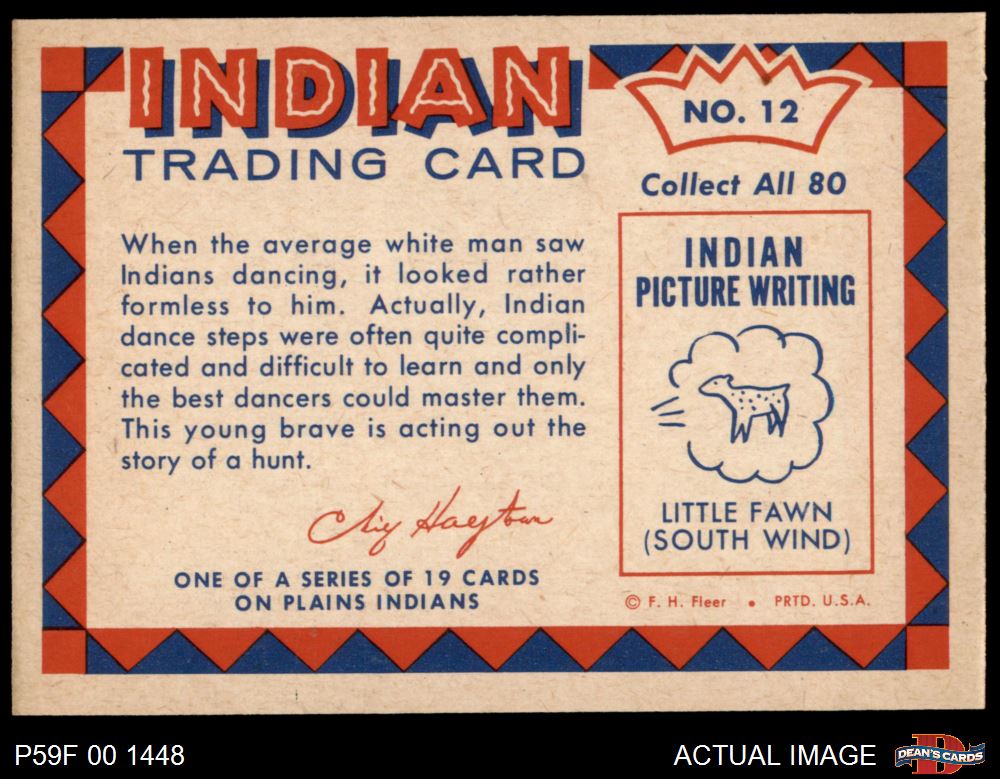 INDIAN
TRADING CARD
NO. 12
Collect All 80
When the average white man saw
Indians dancing, it looked rather
formless to him. Actually, Indian
dance steps were often quite compli-
cated and difficult to learn and only
the best dancers could master them.
This young brave is acting out the
story of a hunt.
ONE OF A SERIES OF 19 CARDS
ON PLAINS INDIANS
INDIAN
PICTURE WRITING
LITTLE FAWN
(SOUTH WIND)
© F. H. Fleer • PRTD. U.S.A.
P59F 00 1448
ACTUAL IMAGE
D
DEAN'S CARDS